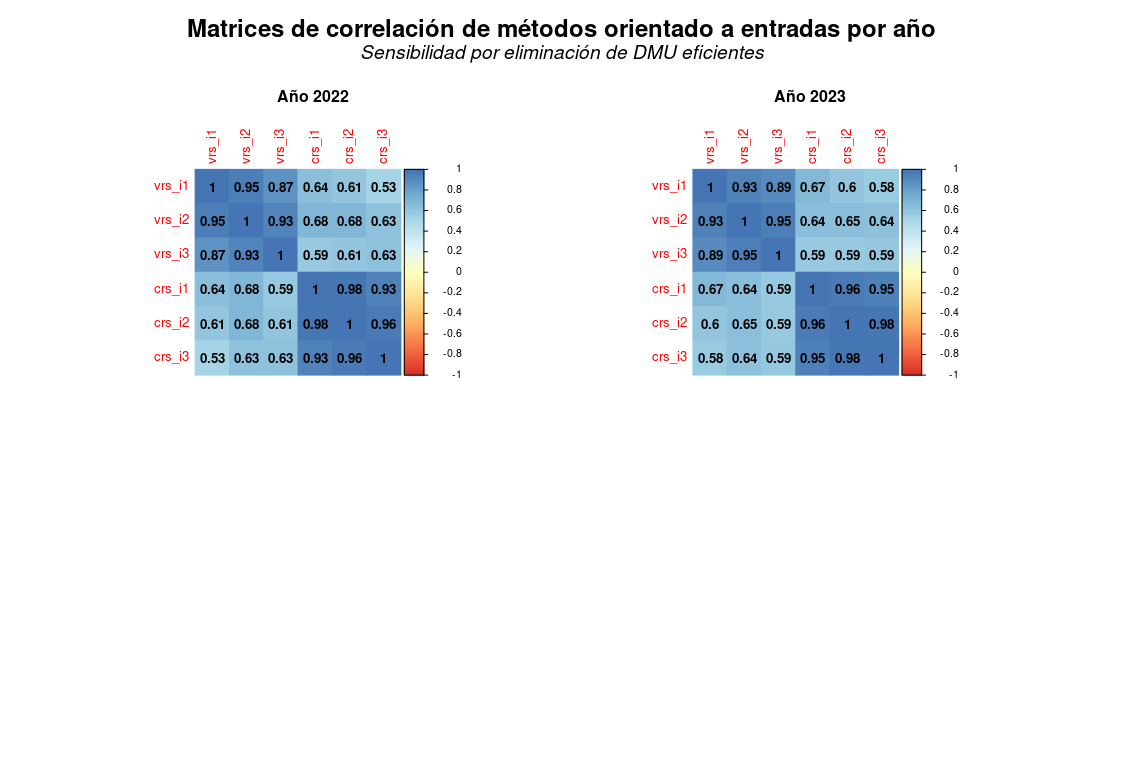 Matrices de correlación de métodos orientado a entradas por año
Sensibilidad por eliminación de DMU eficientes
Año 2022
vrs_i1 vrs_i2 vrs_i3 crs_i1 crs_i2 crs_i3
vrs_i1 1 0.95 0.87 0.64 0.61 0.53
vrs_i2 0.95 1 0.93 0.68 0.68 0.63
vrs_i3 0.87 0.93 1 0.59 0.61 0.63
crs_i1 0.64 0.68 0.59 1 0.98 0.93
crs_i2 0.61 0.68 0.61 0.98 1 0.96
crs_i3 0.53 0.63 0.63 0.93 0.96 1
1
0.8
0.6
0.4
0.2
0
-0.2
-0.4
-0.6
-0.8
-1
Año 2023
vrs_i1 vrs_i2 vrs_i3 crs_i1 crs_i2 crs_i3
vrs_i1 1 0.93 0.89 0.67 0.6 0.58
vrs_i2 0.93 1 0.95 0.64 0.65 0.64
vrs_i3 0.89 0.95 1 0.59 0.59 0.59
crs_i1 0.67 0.64 0.59 1 0.96 0.95
crs_i2 0.6 0.65 0.59 0.96 1 0.98
crs_i3 0.58 0.64 0.59 0.95 0.98 1
1
0.8
0.6
0.4
0.2
0
-0.2
-0.4
-0.6
-0.8
-1